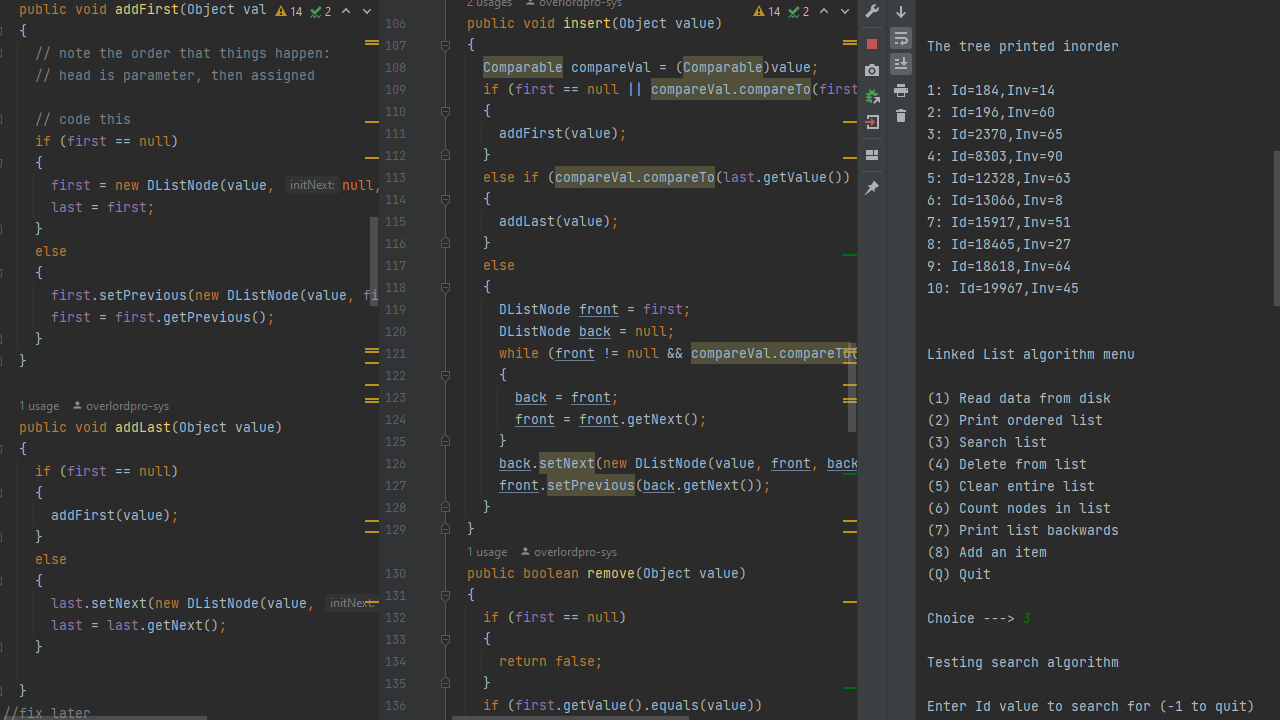 public void addFirst(Object val
14 2
{
// note the order that things happen:
// head is parameter, then assigned
// code this
if (first == null)
{
first = new DListNode(value, initNext: null,
last = first;
}
else
{
first.setPrevious(new DListNode(value, fi
first = first.getPrevious();
}
}
1 usage overlordpro-sys
public void addLast(Object value)
{
if (first == null)
{
addFirst(value);
}
else
{
last.setNext(new DListNode(value, initNext:
last = last.getNext();
}
}
//fix later
2 usages overlordpro-sys
14 2
106 public void insert(Object value)
107 {
108 Comparable compareVal = (Comparable)value;
109 if (first == null || compareVal.compareTo(first
110 {
111 addFirst(value);
112 }
113 else if (compareVal.compareTo(last.getValue())
114 {
115 addLast(value);
116 }
117 else
118 {
119 DListNode front = first;
120 DListNode back = null;
121 while (front != null && compareVal.compareTo(
122 {
123 back = front;
124 front = front.getNext();
125 }
126 back.setNext(new DListNode(value, front, back
127 front.setPrevious(back.getNext());
128 }
129 }
1 usage overlordpro-sys
130 public boolean remove(Object value)
131 {
132 if (first == null)
133 {
134 return false;
135 }
136 if (first.getValue().equals(value))
The tree printed inorder
1: Id=184,Inv=14
2: Id=196,Inv=60
3: Id=2370,Inv=65
4: Id=8303,Inv=90
5: Id=12328,Inv=63
6: Id=13066,Inv=8
7: Id=15917,Inv=51
8: Id=18465,Inv=27
9: Id=18618,Inv=64
10: Id=19967,Inv=45
Linked List algorithm menu
(1) Read data from disk
(2) Print ordered list
(3) Search list
(4) Delete from list
(5) Clear entire list
(6) Count nodes in list
(7) Print list backwards
(8) Add an item
(Q) Quit
Choice ---> 3
Testing search algorithm
Enter Id value to search for (-1 to quit)